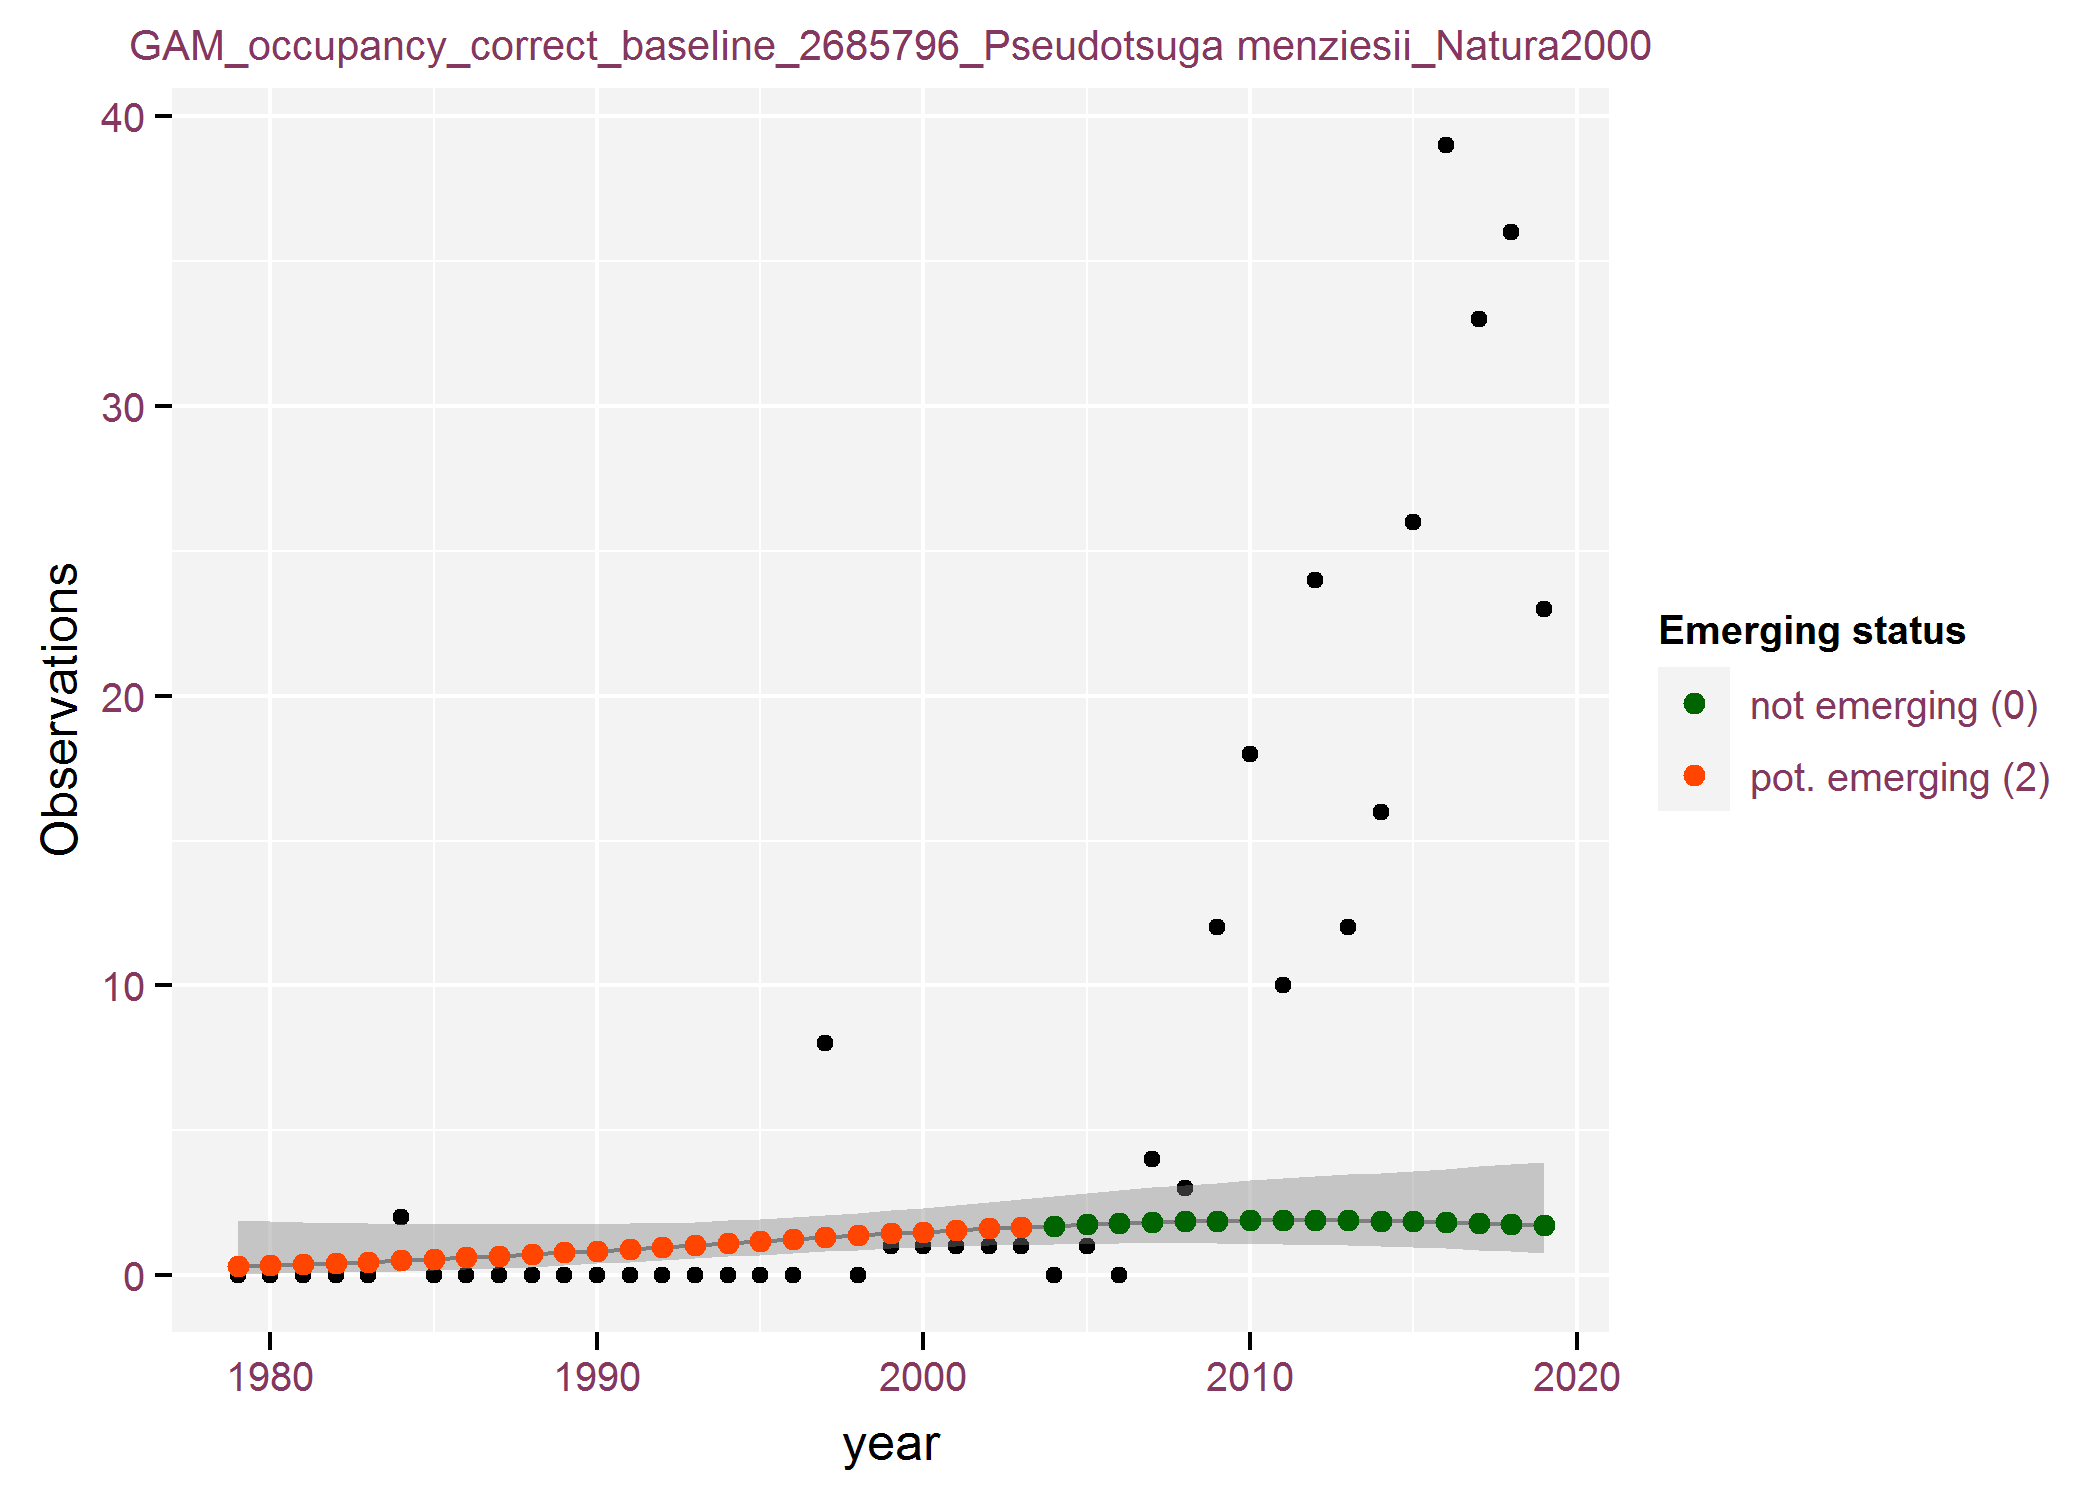 GAM_occupancy_correct_baseline_2685796_Pseudotsuga menziesii_Natura2000
40
30
20
10
0
Observations
1980 1990 2000 2010 2020
year
Emerging status
not emerging (0)
pot. emerging (2)